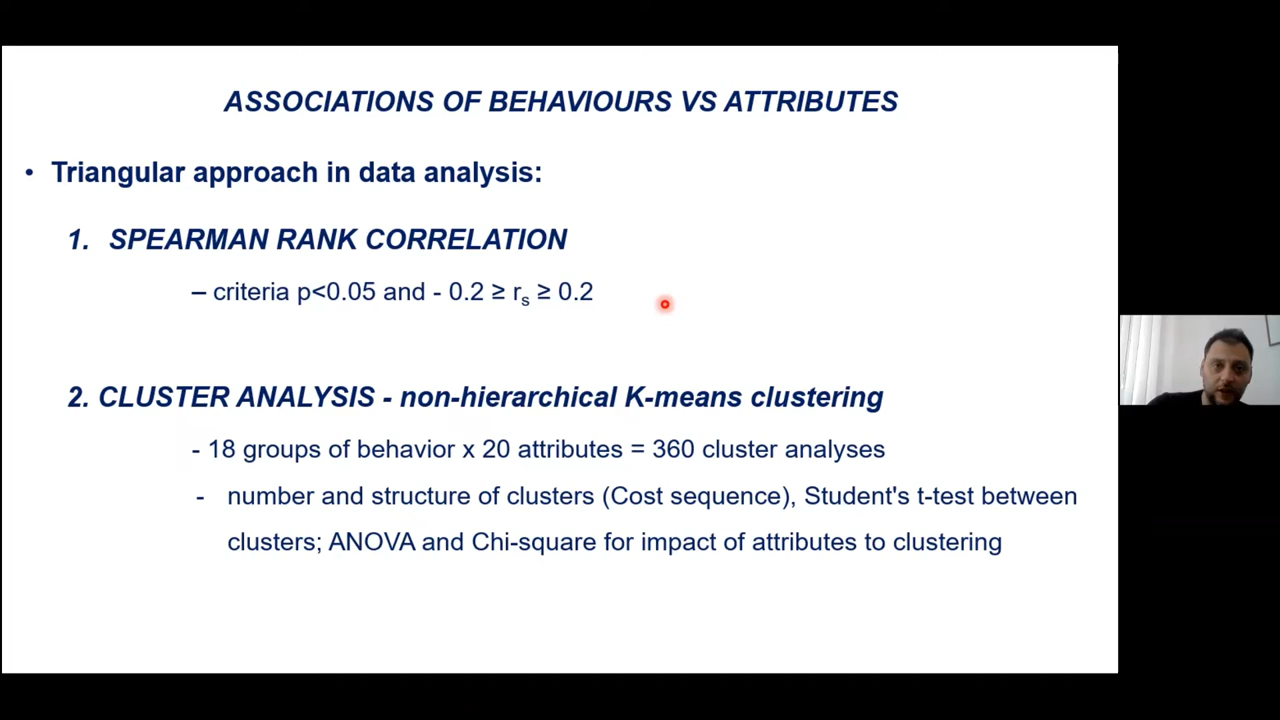 ASSOCIATIONS OF BEHAVIOURS VS ATTRIBUTES
• Triangular approach in data analysis:
1. SPEARMAN RANK CORRELATION
– criteria p<0.05 and - 0.2 ≥ rs ≥ 0.2
2. CLUSTER ANALYSIS - non-hierarchical K-means clustering
- 18 groups of behavior x 20 attributes = 360 cluster analyses
- number and structure of clusters (Cost sequence), Student's t-test between
clusters; ANOVA and Chi-square for impact of attributes to clustering